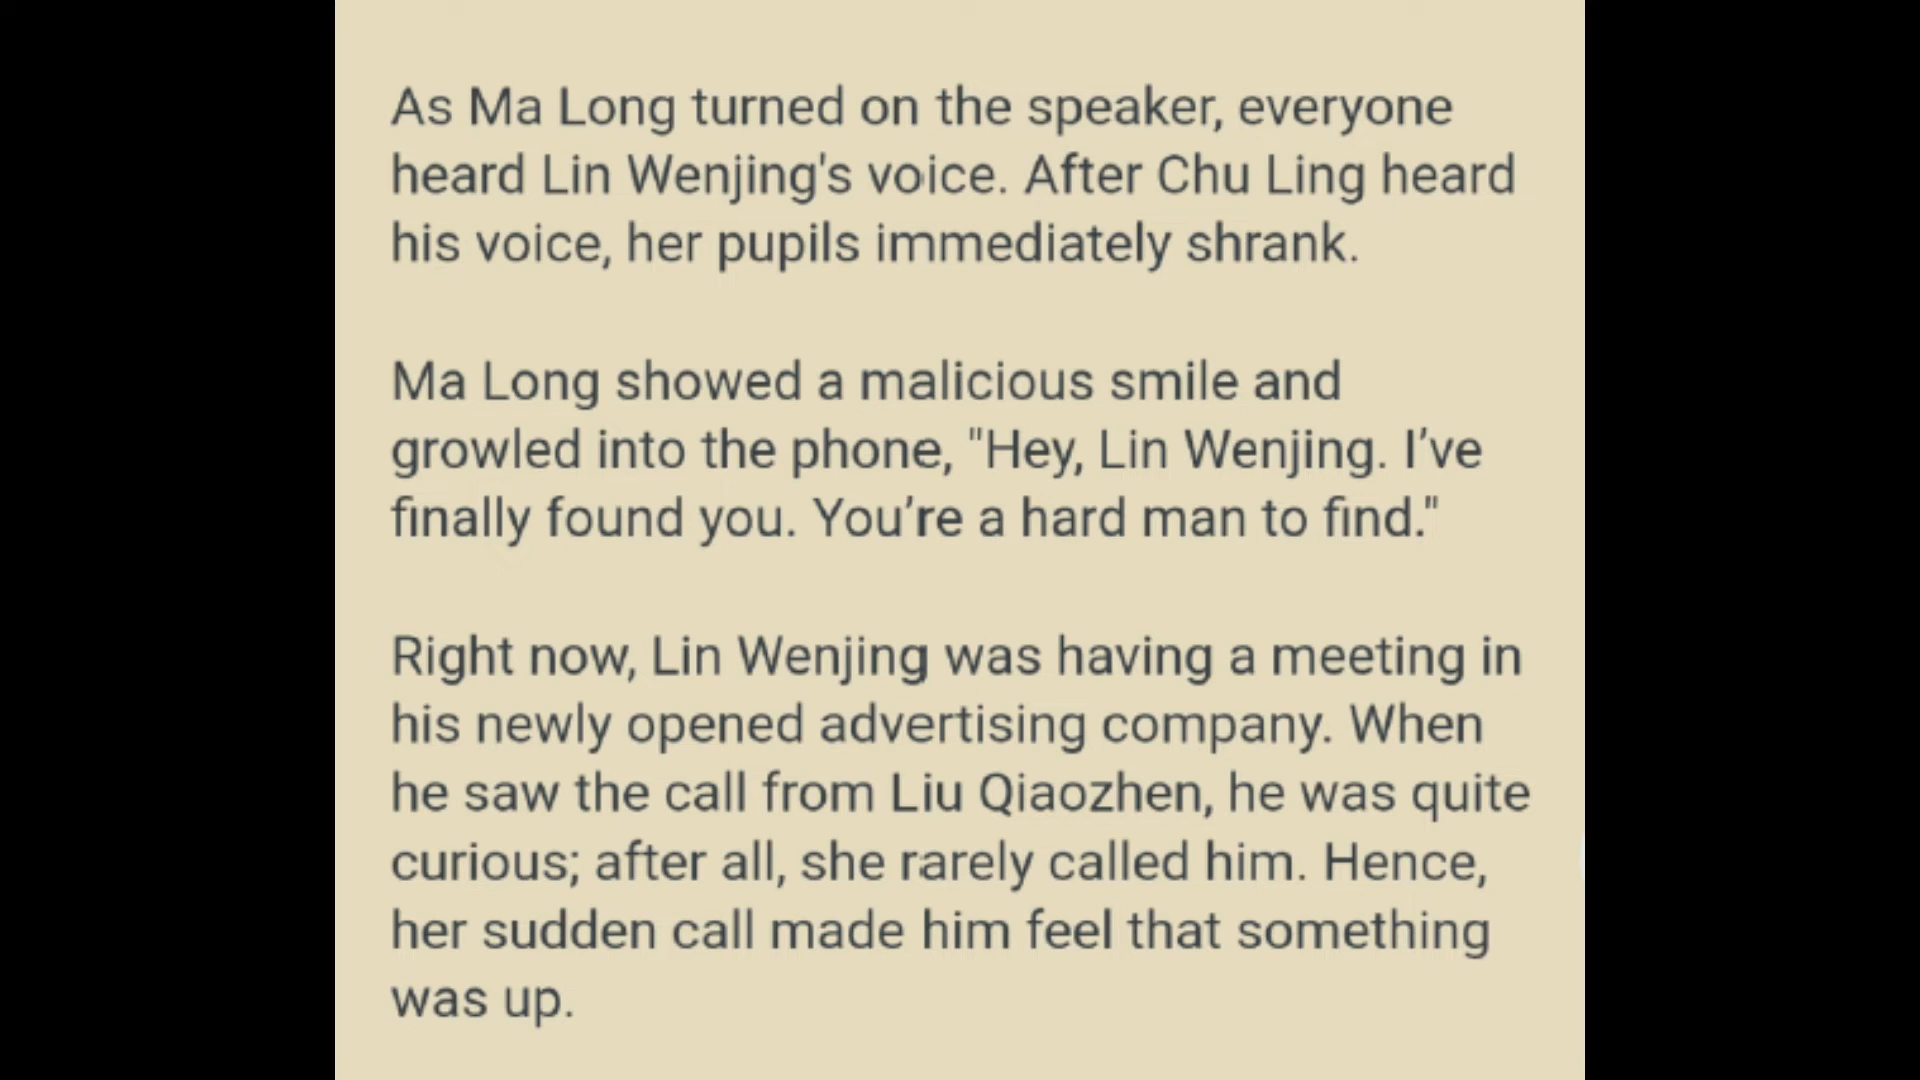 As Ma Long turned on the speaker, everyone
heard Lin Wenjing's voice. After Chu Ling heard
his voice, her pupils immediately shrank.
Ma Long showed a malicious smile and
growled into the phone, "Hey, Lin Wenjing. I’ve
finally found you. You’re a hard man to find."
Right now, Lin Wenjing was having a meeting in
his newly opened advertising company. When
he saw the call from Liu Qiaozhen, he was quite
curious; after all, she rarely called him. Hence,
her sudden call made him feel that something
was up.